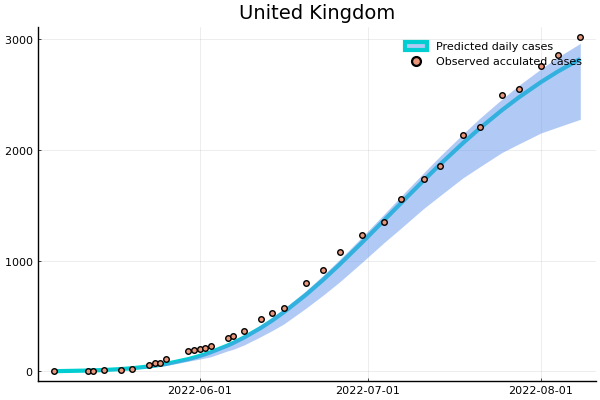 United Kingdom
3000
Predicted daily cases
Observed acculated cases
2000
1000
0
2022-06-01
2022-07-01
2022-08-01